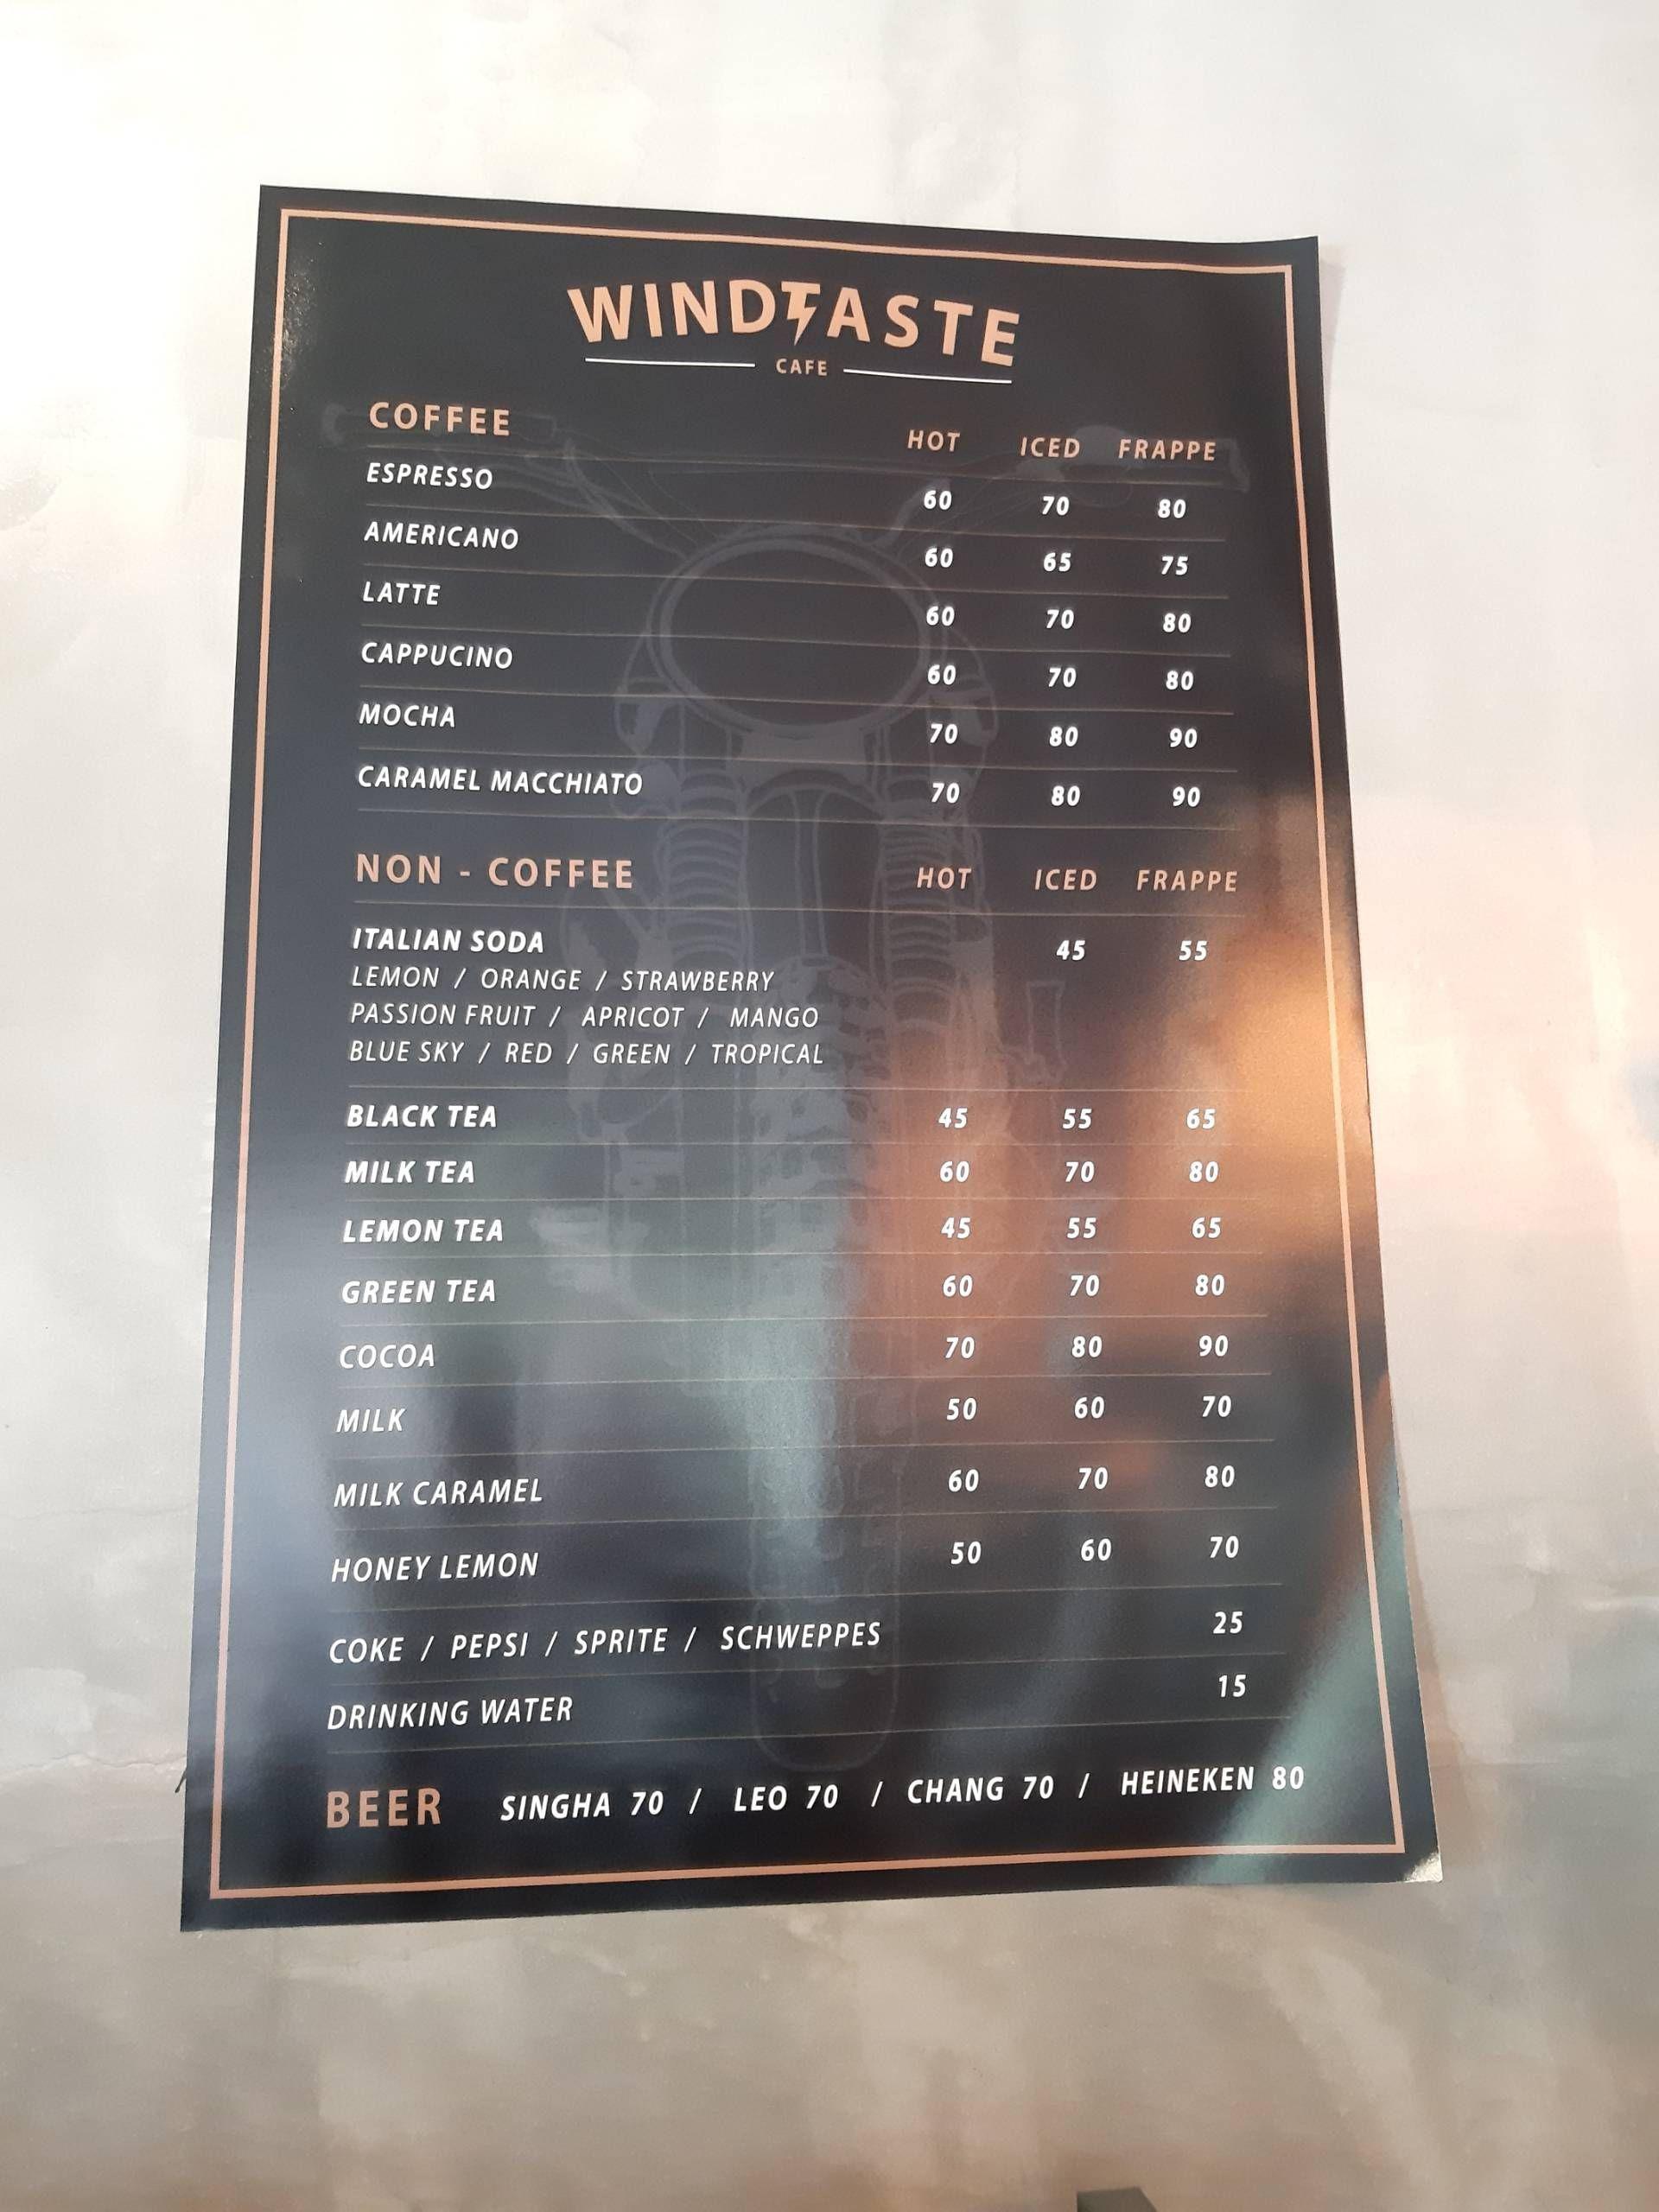 WINDTASTE
CAFE
COFFEE HOT ICED FRAPPE
ESPRESSO 60 70 80
AMERICANO 60 65 75
LATTE 60 70 80
CAPPUCINO 60 70 80
MOCHA 70 80 90
CARAMEL MACCHIATO 70 80 90
NON - COFFEE HOT ICED FRAPPE
ITALIAN SODA 45 55
LEMON / ORANGE / STRAWBERRY
PASSION FRUIT / APRICOT / MANGO
BLUE SKY / RED / GREEN / TROPICAL
BLACK TEA 45 55 65
MILK TEA 60 70 80
LEMON TEA 45 55 65
GREEN TEA 60 70 80
COCOA 70 80 90
MILK 50 60 70
MILK CARAMEL 60 70 80
HONEY LEMON 50 60 70
COKE / PEPSI / SPRITE / SCHWEPPES 25
DRINKING WATER 15
BEER SINGHA 70 / LEO 70 / CHANG 70 / HEINEKEN 80